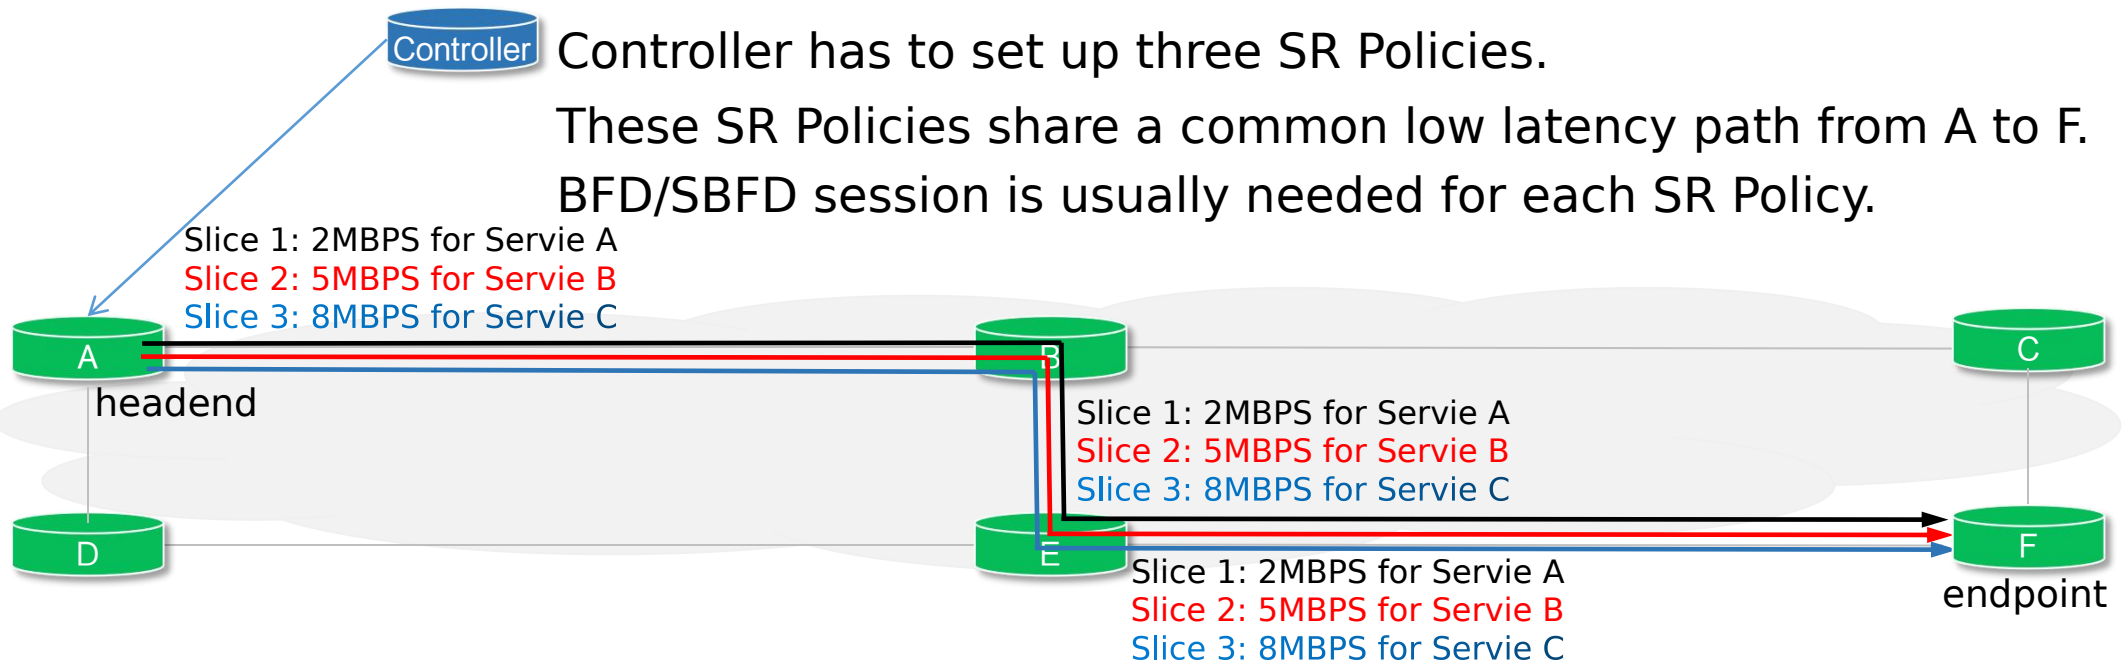 Controller
Controller has to set up three SR Policies.
These SR Policies share a common low latency path from A to F.
BFD/SBFD session is usually needed for each SR Policy.
Slice 1: 2MBPS for Servie A
Slice 2: 5MBPS for Servie B
Slice 3: 8MBPS for Servie C
A
B
C
headend
Slice 1: 2MBPS for Servie A
Slice 2: 5MBPS for Servie B
Slice 3: 8MBPS for Servie C
D
E
F
Slice 1: 2MBPS for Servie A
Slice 2: 5MBPS for Servie B
Slice 3: 8MBPS for Servie C
endpoint